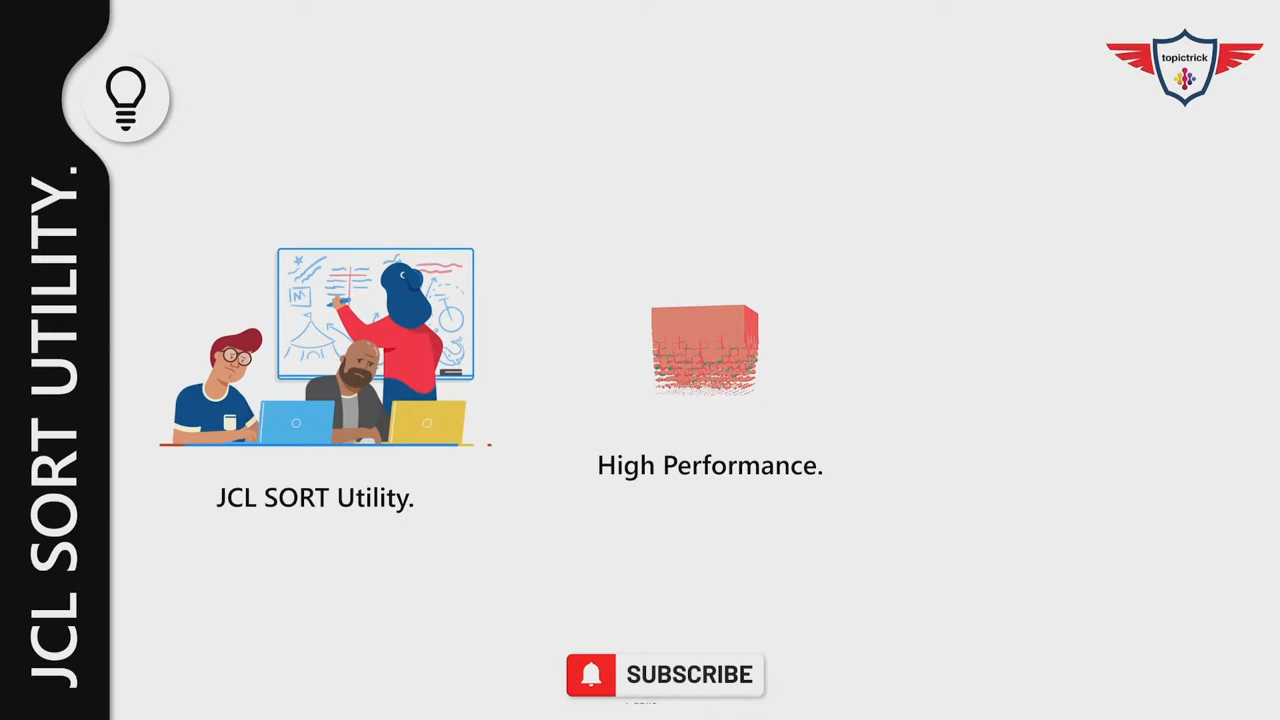 JCL SORT UTILITY.
topictrick
JCL SORT Utility.
High Performance.
SUBSCRIBE